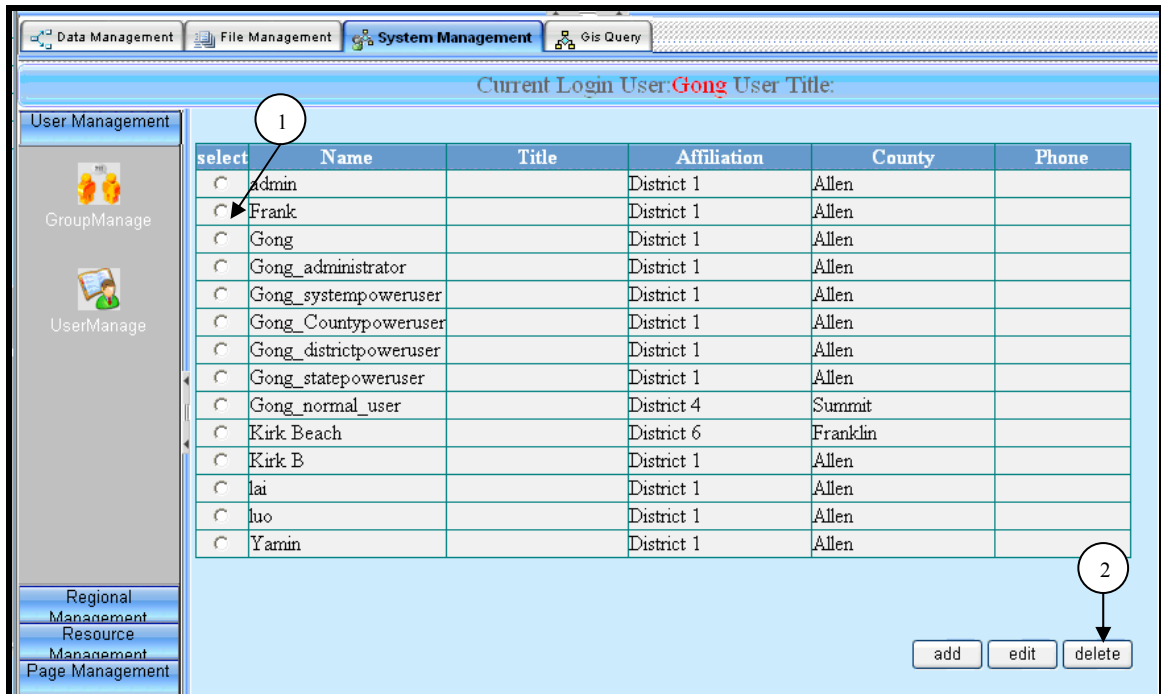 Data Management File Management System Management Gis Query
Current Login User:Gong User Title:
User Management
1
select Name Title Affiliation County Phone
admin District 1 Allen
Frank District 1 Allen
Gong District 1 Allen
Gong_administrator District 1 Allen
Gong_systempoweruser District 1 Allen
Gong_Countypoweruser District 1 Allen
Gong_districtpoweruser District 1 Allen
Gong_statepoweruser District 1 Allen
Gong_normal_user District 4 Summit
Kirk Beach District 6 Franklin
Kirk B District 1 Allen
lai District 1 Allen
luo District 1 Allen
Yamin District 1 Allen
GroupManage
UserManage
2
Regional
Management
Resource
Management
Page Management
add edit delete